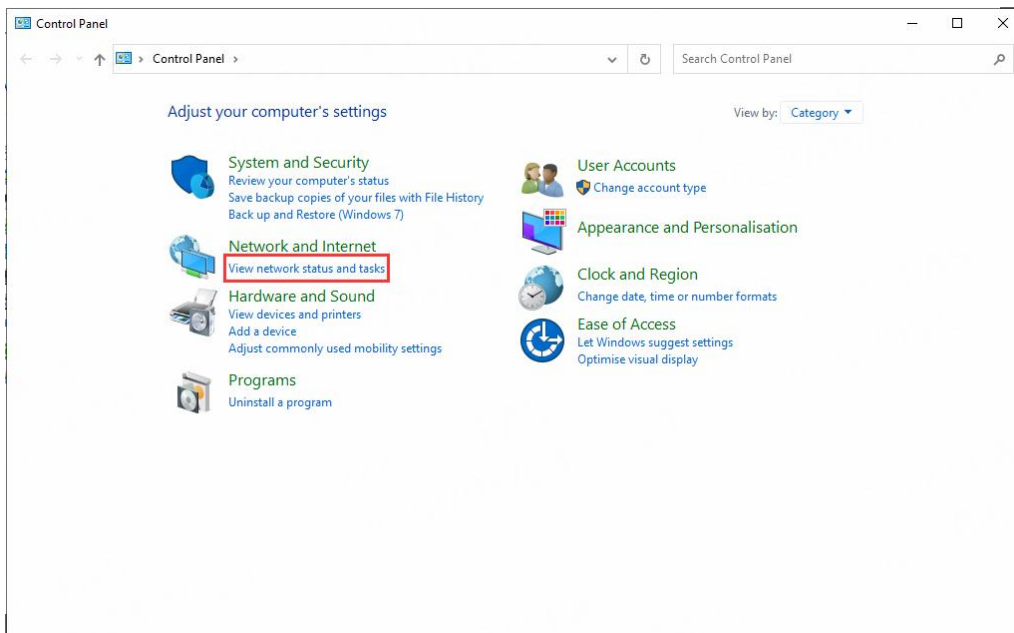 Control Panel
Control Panel
Search Control Panel
Adjust your computer's settings
View by: Category
System and Security
Review your computer's status
Save backup copies of your files with File History
Back up and Restore (Windows 7)
Network and Internet
View network status and tasks
Hardware and Sound
View devices and printers
Add a device
Adjust commonly used mobility settings
Programs
Uninstall a program
User Accounts
Change account type
Appearance and Personalisation
Clock and Region
Change date, time or number formats
Ease of Access
Let Windows suggest settings
Optimise visual display